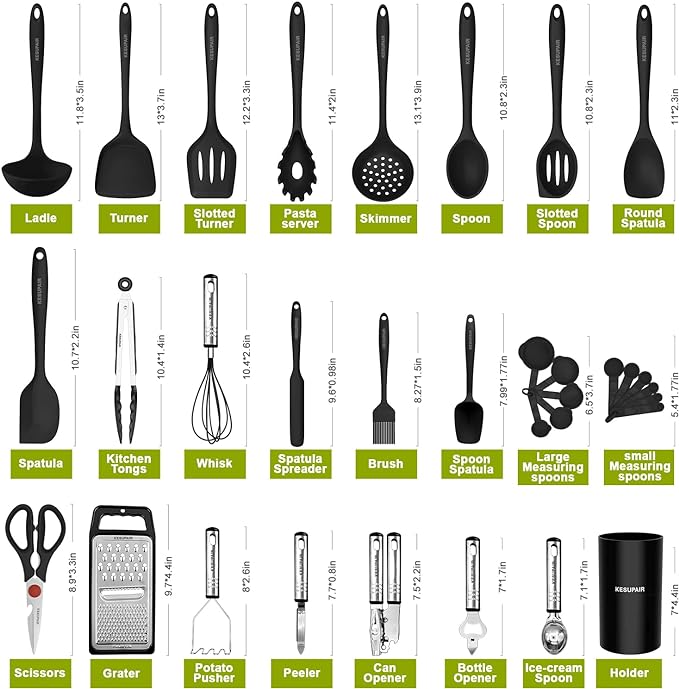 KESUPAIR
KESUPAIR
KESUPAIR
KESUPAIR
KESUPAIR
KESUPAIR
KESUPAIR
KESUPAIR
11.8*3.5in
13*3.7in
12.2*3.3in
11.4*2in
13.1*3.9in
10.8*2.3in
10.8*2.3in
11*2.3in
Ladle
Turner
Slotted
Turner
Pasta
server
Skimmer
Spoon
Slotted
Spoon
Round
Spatula
KESUPAIR
10.7*2.2in
10.4*1.4in
10.4*2.6in
9.6*0.98in
8.27*1.5in
7.99*1.77in
6.5*3.7in
5.4*1.77in
Spatula
Kitchen
Tongs
Whisk
Spatula
Spreader
Brush
Spoon
Spatula
Large
Measuring
spoons
small
Measuring
spoons
KESUPAIR
KESUPAIR
8.9*3.3in
9.7*4.4in
8*2.6in
7.7*0.8in
7.5*2.2in
7*1.7in
7.1*1.7in
7*4.4in
Scissors
Grater
Potato
Pusher
Peeler
Can
Opener
Bottle
Opener
Ice-cream
Spoon
Holder